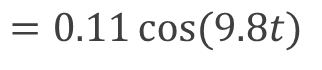 = 0.11 cos(9.8t)